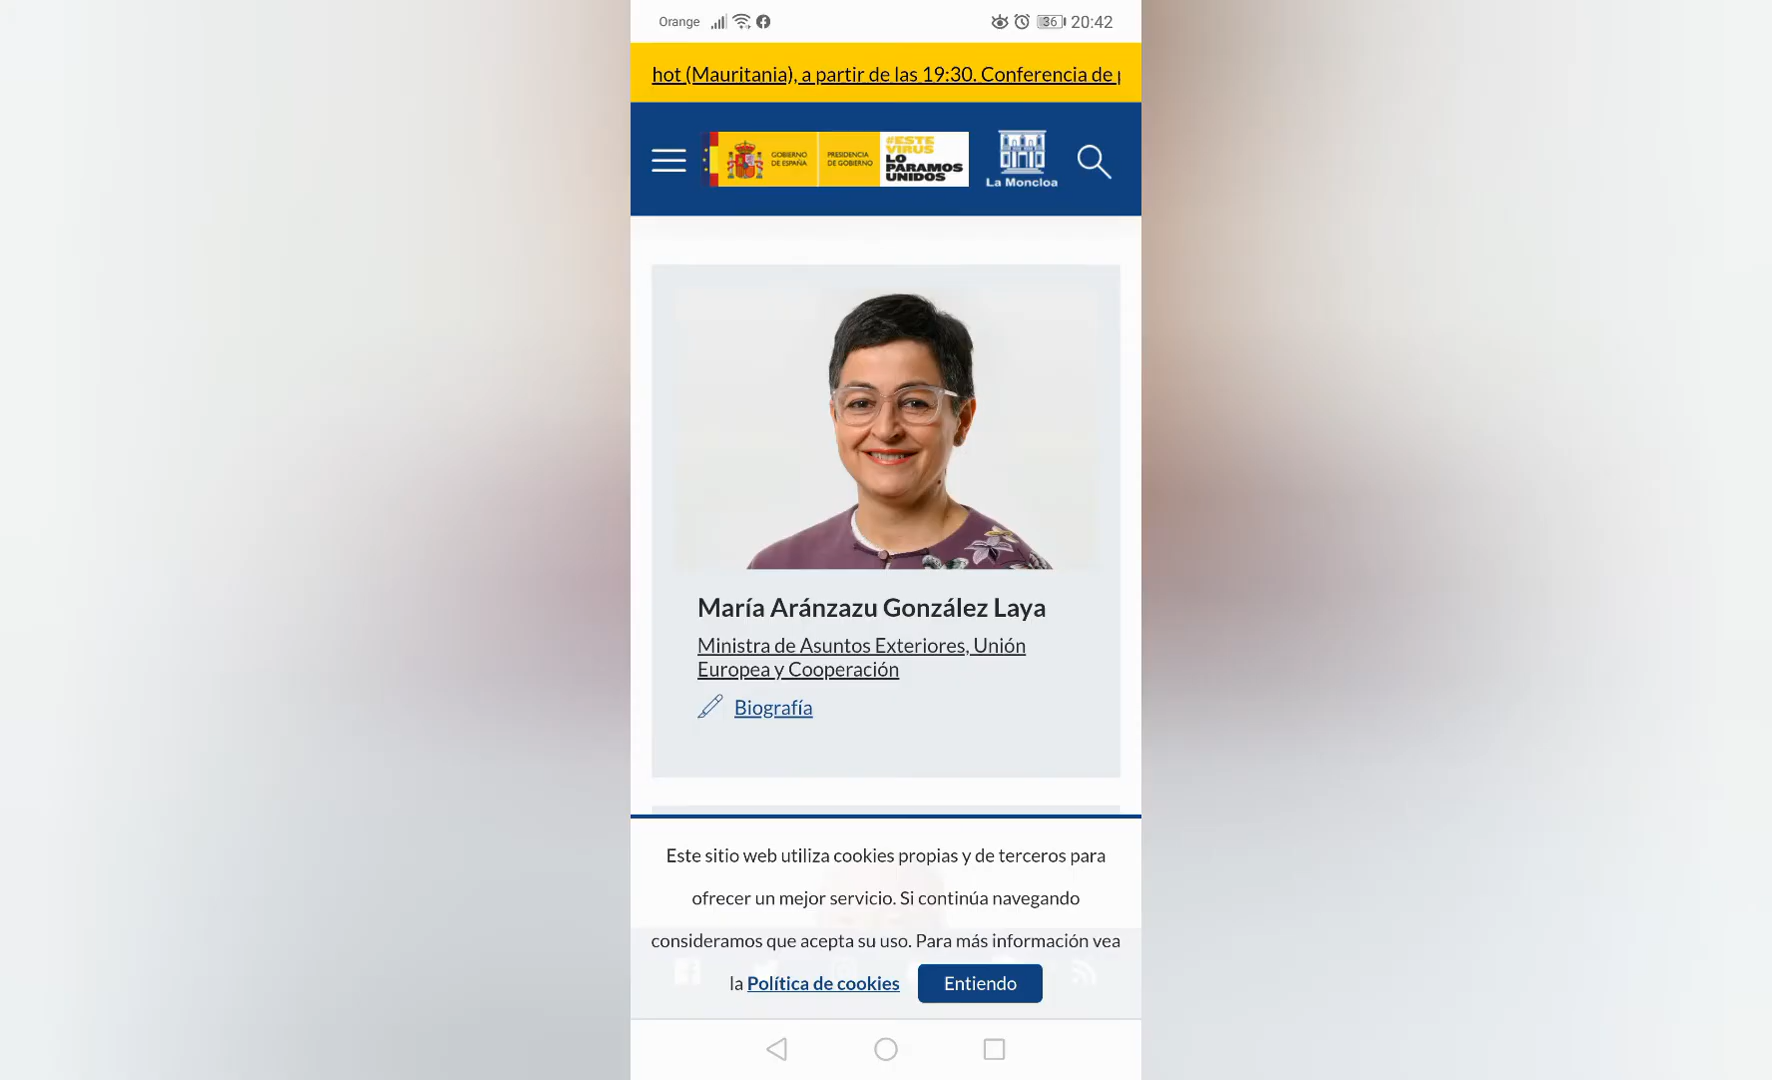 Orange
36
20:42
hot (Mauritania), a partir de las 19:30. Conferencia de
GOBIERNO
DE ESPAÑA
PRESIDENCIA
DE GOBIERNO
#ESTE
VIRUS
LO
PARAMOS
UNIDOS
La Moncloa
María Aránzazu González Laya
Ministra de Asuntos Exteriores, Unión
Europea y Cooperación
Biografía
Este sitio web utiliza cookies propias y de terceros para
ofrecer un mejor servicio. Si continúa navegando
consideramos que acepta su uso. Para más información vea
la Política de cookies
Entiendo